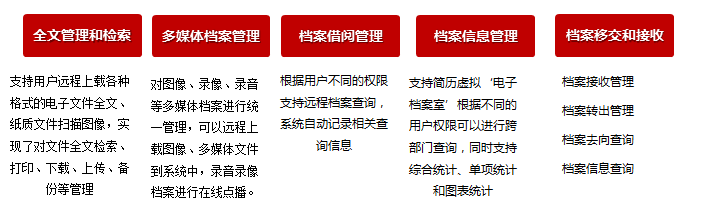 全文管理和检索
支持用户远程上载各种
格式的电子文件全文、
纸质文件扫描图像，实
现了对文件全文检索、
打印、下载、上传、备
份等管理
多媒体档案管理
对图像、录像、录音
等多媒体档案进行统
一管理，可以远程上
载图像、多媒体文件
到系统中，录音录像
档案进行在线点播。
档案借阅管理
根据用户不同的权限
支持远程档案查询，
系统自动记录相关查
询信息
档案信息管理
支持简历虚拟‘电子
档案室’根据不同的
用户权限可以进行跨
部门查询，同时支持
综合统计、单项统计
和图表统计
档案移交和接收
档案接收管理
档案转出管理
档案去向查询
档案信息查询